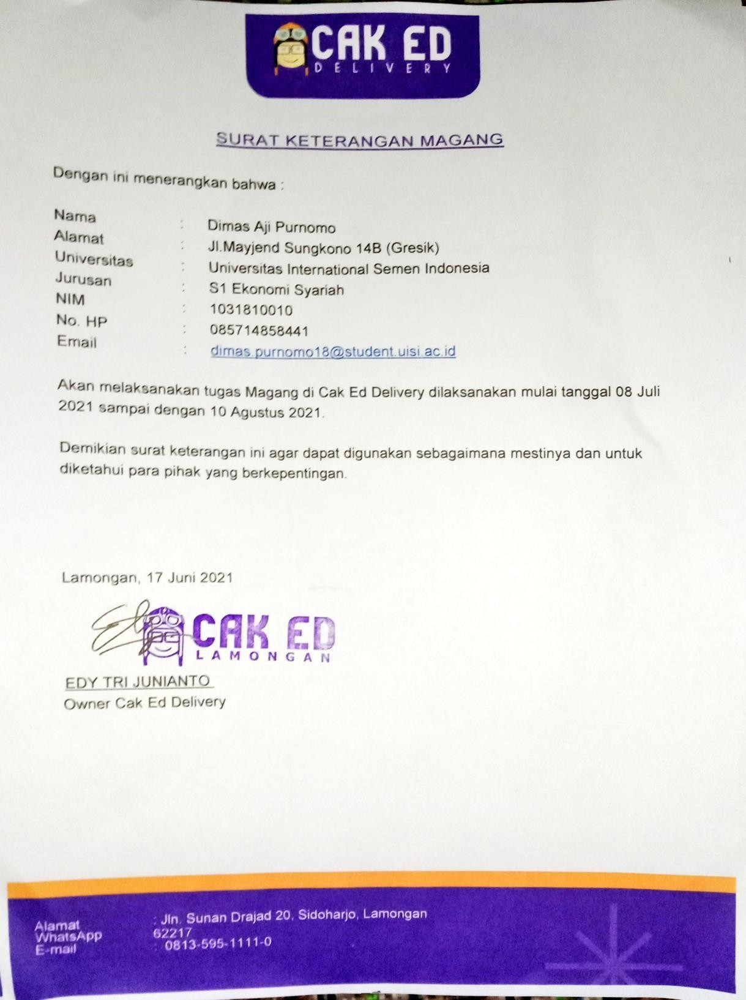 CAK ED
DELIVERY
SURAT KETERANGAN MAGANG
Dengan ini menerangkan bahwa :
Nama : Dimas Aji Purnomo
Alamat : Jl.Mayjend Sungkono 14B (Gresik)
Universitas : Universitas International Semen Indonesia
Jurusan : S1 Ekonomi Syariah
NIM : 1031810010
No. HP : 085714858441
Email : dimas.purnomo18@student.uisi.ac.id
Akan melaksanakan tugas Magang di Cak Ed Delivery dilaksanakan mulai tanggal 08 Juli
2021 sampai dengan 10 Agustus 2021.
Demikian surat keterangan ini agar dapat digunakan sebagaimana mestinya dan untuk
diketahui para pihak yang berkepentingan.
Lamongan, 17 Juni 2021
CAK ED
LAMONGAN
EDY TRI JUNIANTO
Owner Cak Ed Delivery
Alamat : Jln. Sunan Drajad 20, Sidoharjo, Lamongan
WhatsApp 62217
E-mail : 0813-595-1111-0